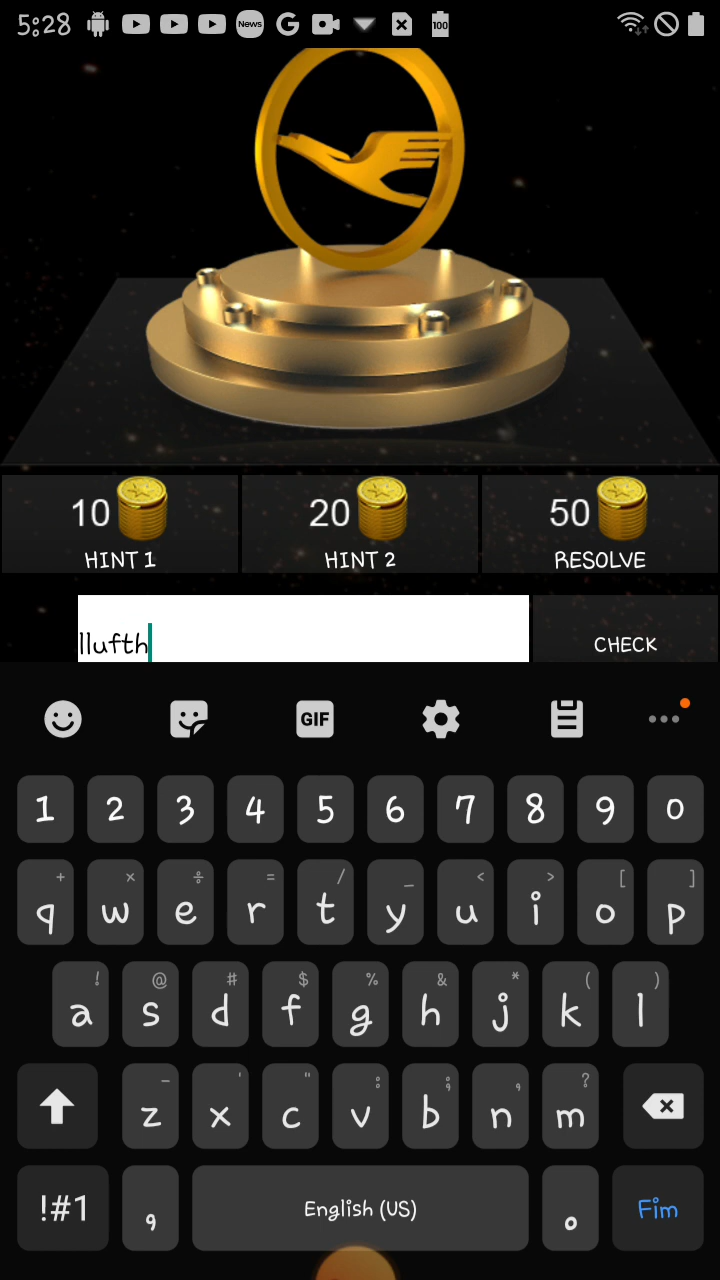 5:28 News G 100
10 20 50
HINT 1 HINT 2 RESOLVE
llufth CHECK
GIF
1 2 3 4 5 6 7 8 9 0
+ × ÷ = / _ < > [ ]
q w e r t y u i o p
! @ # $ % & * ( )
a s d f g h j k l
- ' " : ; , ?
z x c v b n m
!#1 , English (US) . Fim